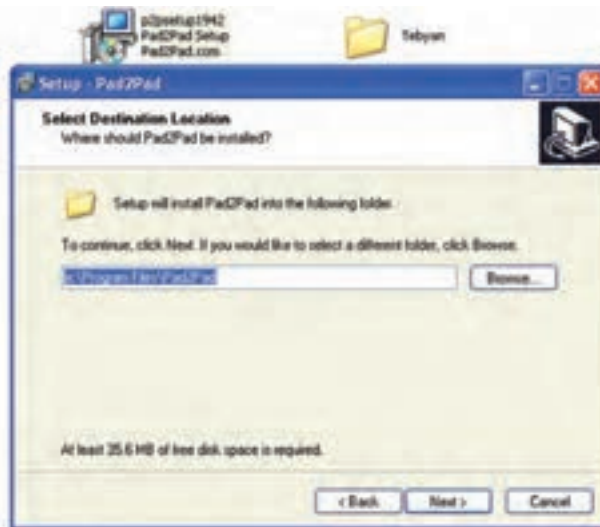 p2psetup1942
Pad2Pad Setup
Pad2Pad.com
Tebyan
Setup - Pad2Pad
Select Destination Location
Where should Pad2Pad be installed?
Setup will install Pad2Pad into the following folder.
To continue, click Next. If you would like to select a different folder, click Browse.
c:\Program Files\Pad2Pad
Browse...
At least 35.6 MB of free disk space is required.
< Back
Next >
Cancel